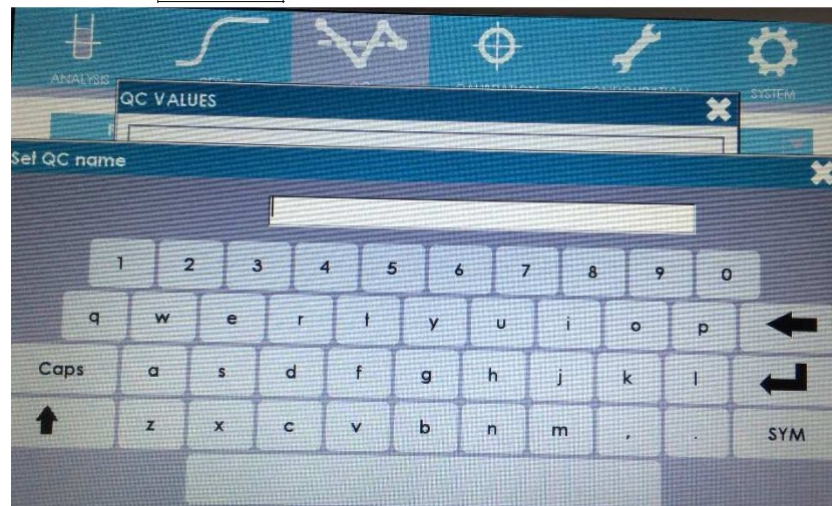 ANALYSIS
SYSTEM
QC VALUES
Set QC name
1 2 3 4 5 6 7 8 9 0
q w e r t y u i o p
Caps a s d f g h j k l
z x c v b n m , .
SYM